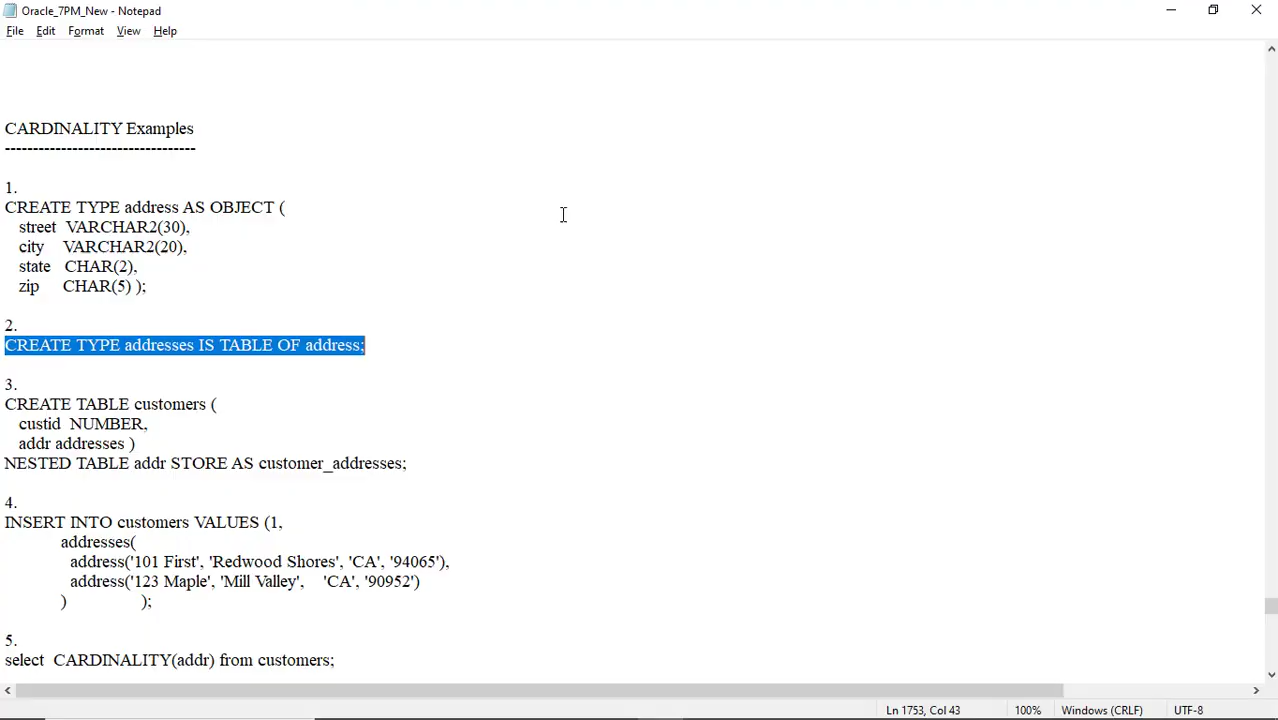 Oracle_7PM_New - Notepad
File Edit Format View Help
CARDINALITY Examples
----------------------------------
1.
CREATE TYPE address AS OBJECT (
street VARCHAR2(30),
city VARCHAR2(20),
state CHAR(2),
zip CHAR(5) );
2.
CREATE TYPE addresses IS TABLE OF address;
3.
CREATE TABLE customers (
custid NUMBER,
addr addresses )
NESTED TABLE addr STORE AS customer_addresses;
4.
INSERT INTO customers VALUES (1,
addresses(
address('101 First', 'Redwood Shores', 'CA', '94065'),
address('123 Maple', 'Mill Valley', 'CA', '90952')
) );
5.
select CARDINALITY(addr) from customers;
Ln 1753, Col 43 100% Windows (CRLF) UTF-8